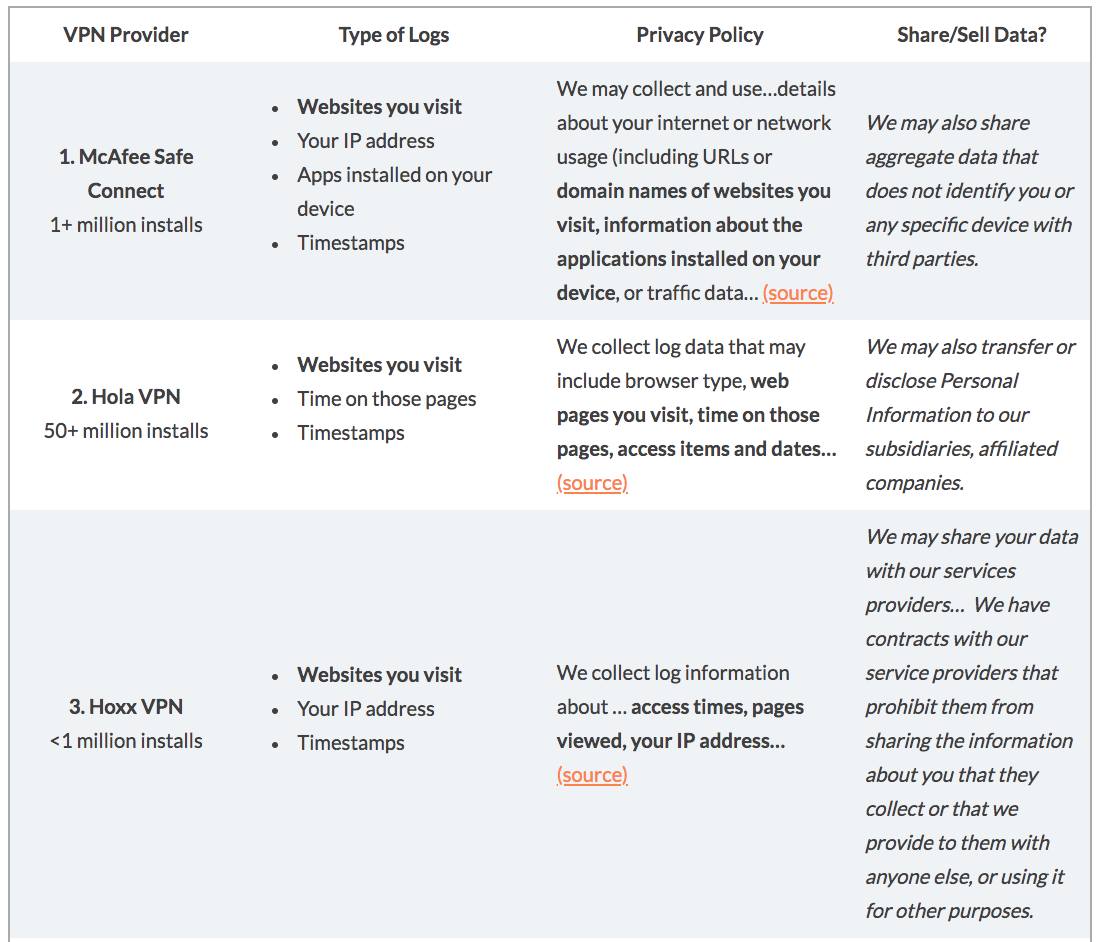 VPN Provider
Type of Logs
Privacy Policy
Share/Sell Data?
1. McAfee Safe
Connect
1+ million installs
• Websites you visit
• Your IP address
• Apps installed on your
device
• Timestamps
We may collect and use…details
about your internet or network
usage (including URLs or
domain names of websites you
visit, information about the
applications installed on your
device, or traffic data… (source)
We may also share
aggregate data that
does not identify you or
any specific device with
third parties.
2. Hola VPN
50+ million installs
• Websites you visit
• Time on those pages
• Timestamps
We collect log data that may
include browser type, web
pages you visit, time on those
pages, access items and dates…
(source)
We may also transfer or
disclose Personal
Information to our
subsidiaries, affiliated
companies.
3. Hoxx VPN
<1 million installs
• Websites you visit
• Your IP address
• Timestamps
We collect log information
about … access times, pages
viewed, your IP address…
(source)
We may share your data
with our services
providers… We have
contracts with our
service providers that
prohibit them from
sharing the information
about you that they
collect or that we
provide to them with
anyone else, or using it
for other purposes.